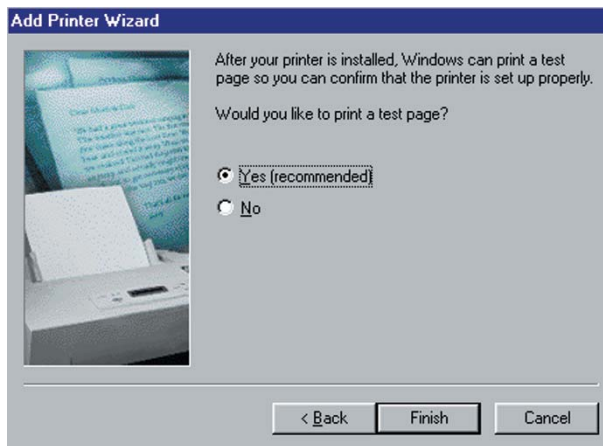 Add Printer Wizard
After your printer is installed, Windows can print a test
page so you can confirm that the printer is set up properly.
Would you like to print a test page?
Yes (recommended)
No
< Back
Finish
Cancel